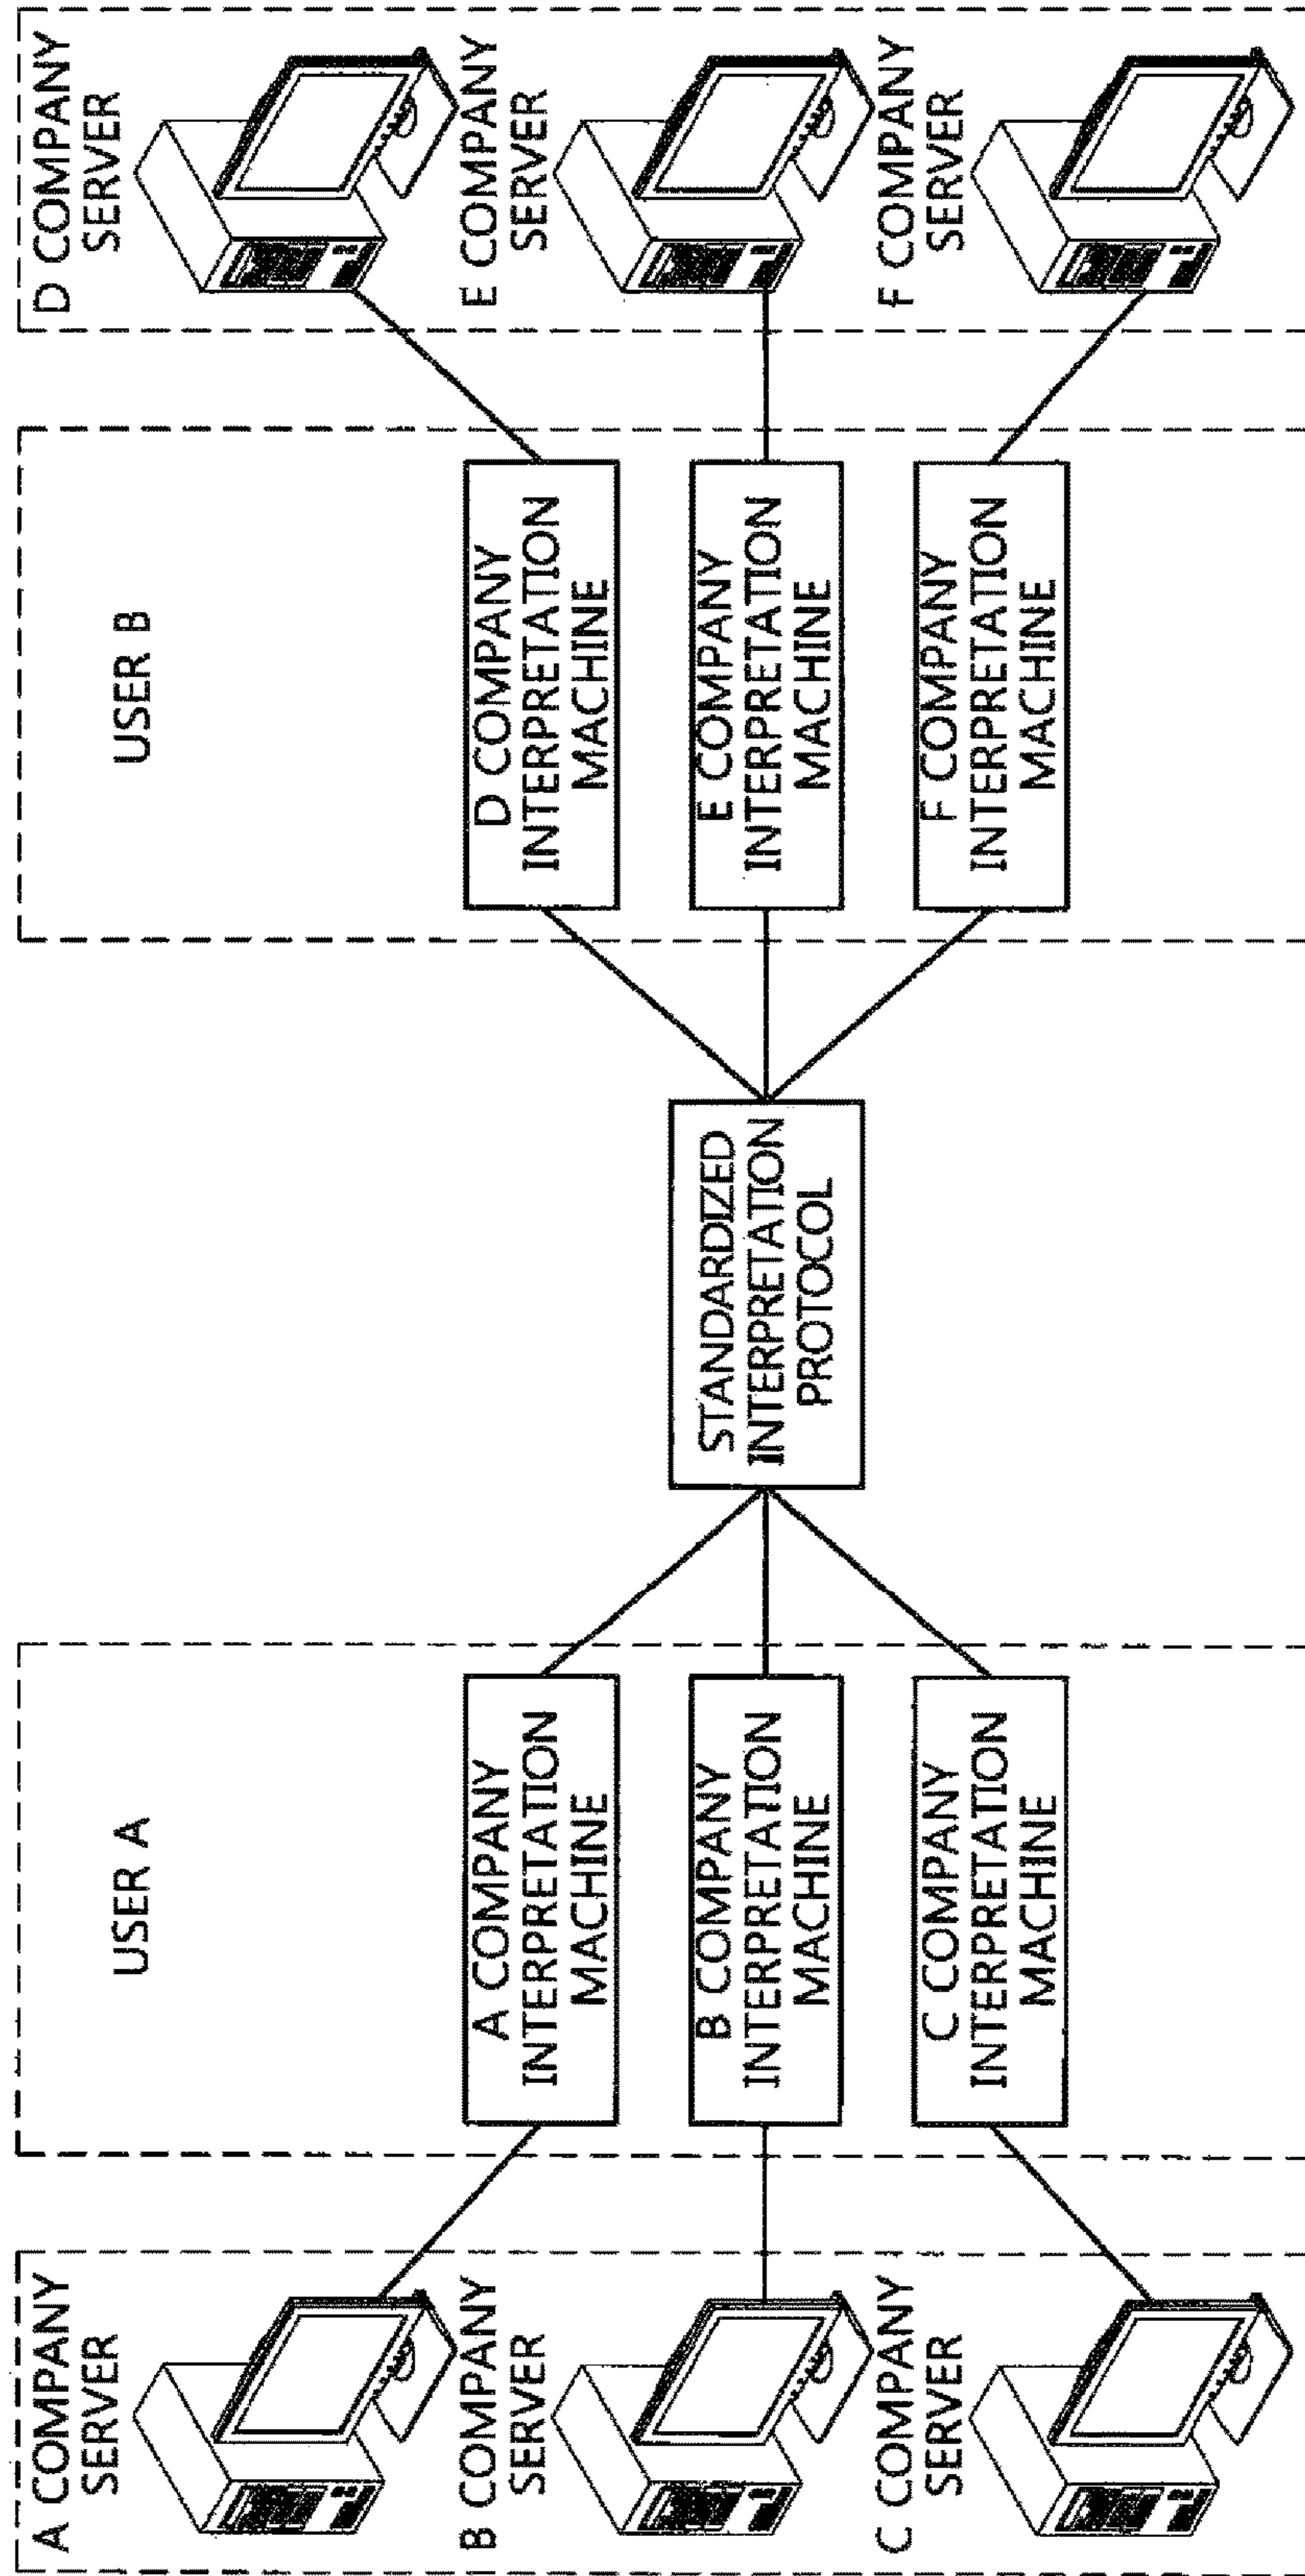 A COMPANY
SERVER
B COMPANY
SERVER
C COMPANY
SERVER
USER A
A COMPANY
INTERPRETATION
MACHINE
B COMPANY
INTERPRETATION
MACHINE
C COMPANY
INTERPRETATION
MACHINE
STANDARDIZED
INTERPRETATION
PROTOCOL
USER B
D COMPANY
INTERPRETATION
MACHINE
E COMPANY
INTERPRETATION
MACHINE
F COMPANY
INTERPRETATION
MACHINE
D COMPANY
SERVER
E COMPANY
SERVER
F COMPANY
SERVER